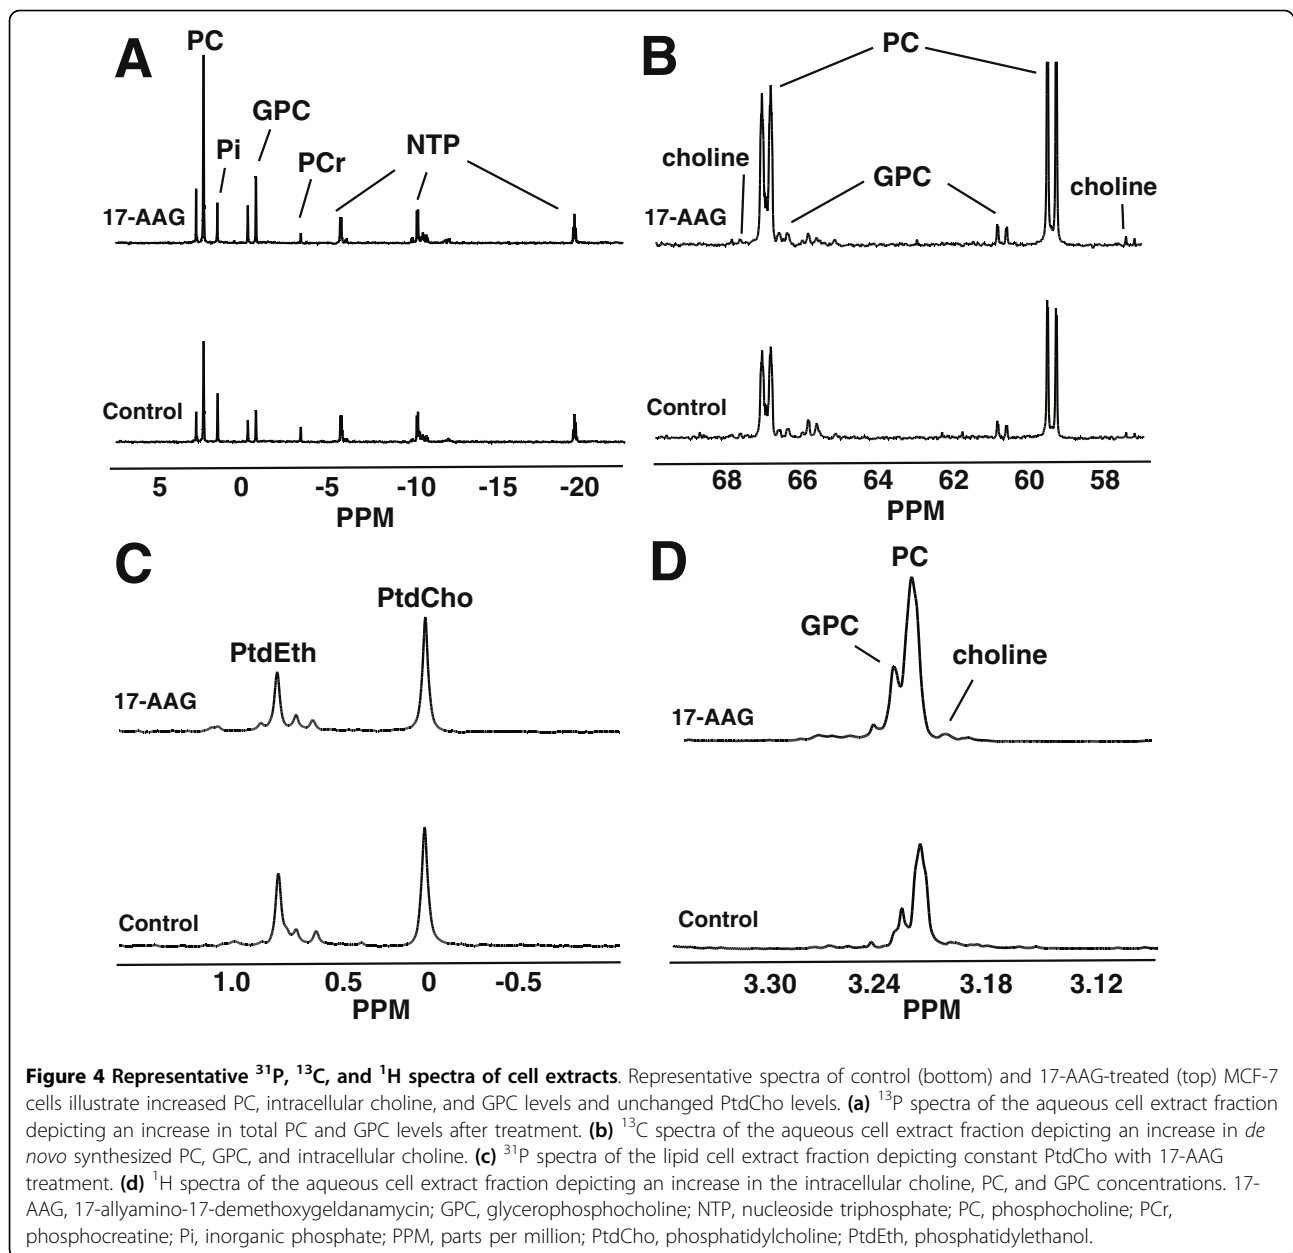 A
PC
GPC
Pi
PCr
NTP
17-AAG
Control
5 0 -5 -10 -15 -20
PPM
B
PC
choline
GPC
choline
17-AAG
Control
68 66 64 62 60 58
PPM
C
PtdCho
PtdEth
17-AAG
Control
1.0 0.5 0 -0.5
PPM
D
PC
GPC
choline
17-AAG
Control
3.30 3.24 3.18 3.12
PPM
Figure 4 Representative ³¹P, ¹³C, and ¹H spectra of cell extracts. Representative spectra of control (bottom) and 17-AAG-treated (top) MCF-7
cells illustrate increased PC, intracellular choline, and GPC levels and unchanged PtdCho levels. (a) ¹³P spectra of the aqueous cell extract fraction
depicting an increase in total PC and GPC levels after treatment. (b) ¹³C spectra of the aqueous cell extract fraction depicting an increase in de
novo synthesized PC, GPC, and intracellular choline. (c) ³¹P spectra of the lipid cell extract fraction depicting constant PtdCho with 17-AAG
treatment. (d) ¹H spectra of the aqueous cell extract fraction depicting an increase in the intracellular choline, PC, and GPC concentrations. 17-
AAG, 17-allyamino-17-demethoxygeldanamycin; GPC, glycerophosphocholine; NTP, nucleoside triphosphate; PC, phosphocholine; PCr,
phosphocreatine; Pi, inorganic phosphate; PPM, parts per million; PtdCho, phosphatidylcholine; PtdEth, phosphatidylethanol.